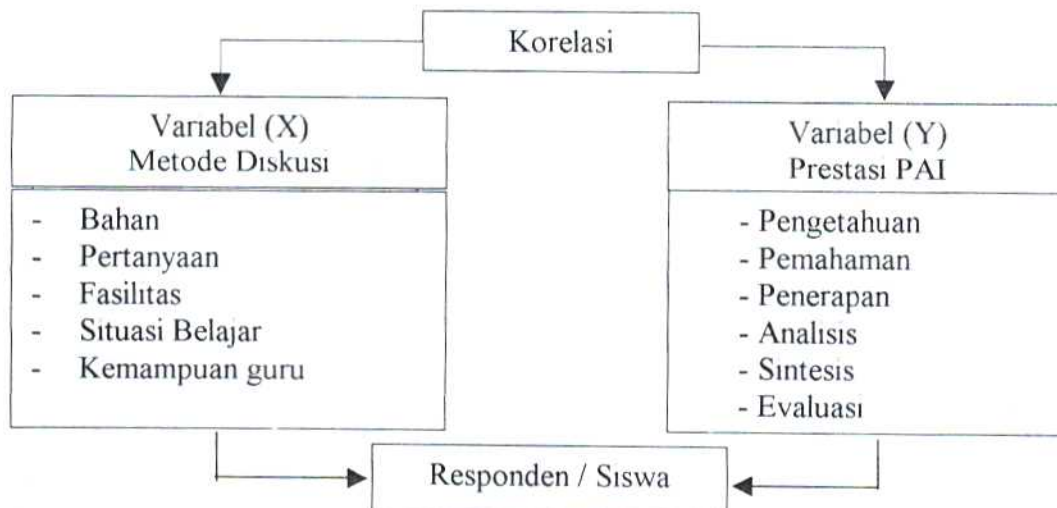 Korelasi
Variabel (X)
Metode Diskusi
- Bahan
- Pertanyaan
- Fasilitas
- Situasi Belajar
- Kemampuan guru
Variabel (Y)
Prestasi PAI
- Pengetahuan
- Pemahaman
- Penerapan
- Analisis
- Sintesis
- Evaluasi
Responden / Siswa